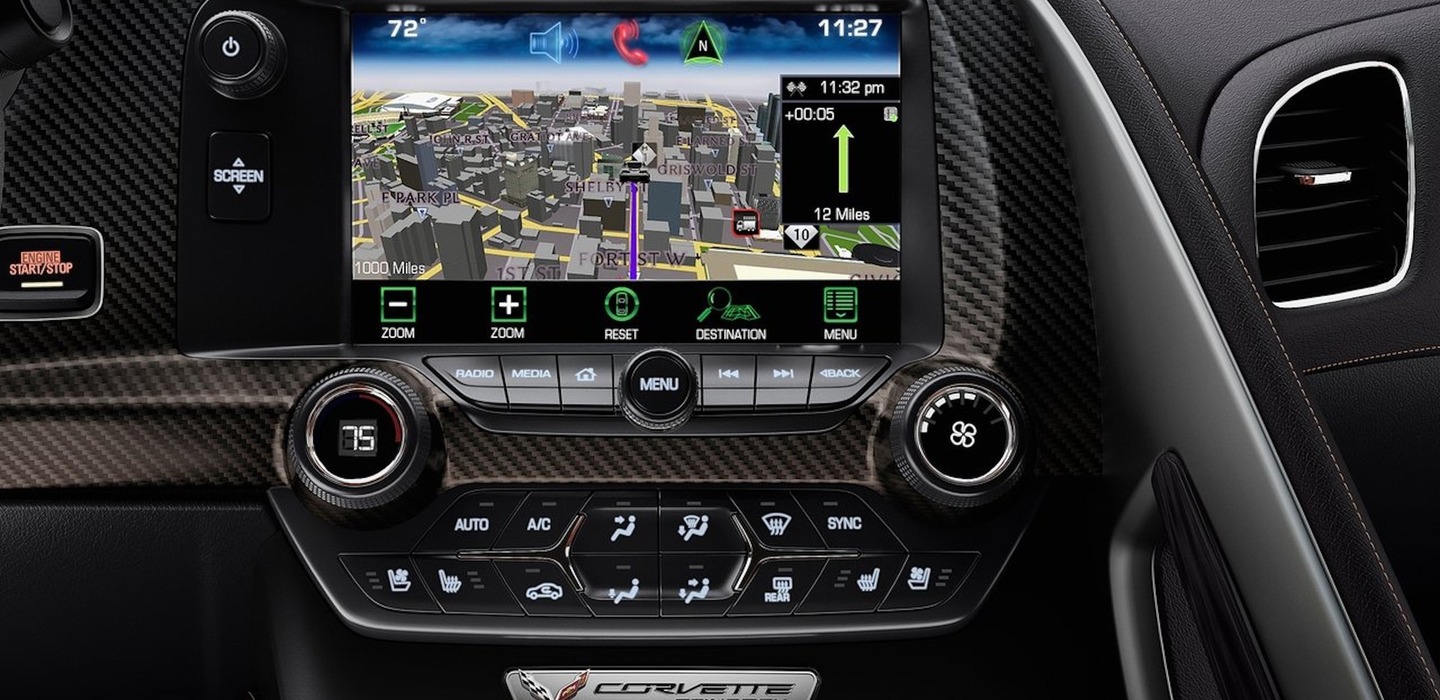 72°
11:27
N
11:32 pm
+00:05
12 Miles
10
GRISWOLD ST
SHELBY ST
E PARK PL
FORT ST W
1ST ST
1000 Miles
ZOOM
ZOOM
RESET
DESTINATION
MENU
SCREEN
ENGINE
START/STOP
RADIO
MEDIA
MENU
BACK
75
AUTO
A/C
SYNC
REAR
CORVETTE